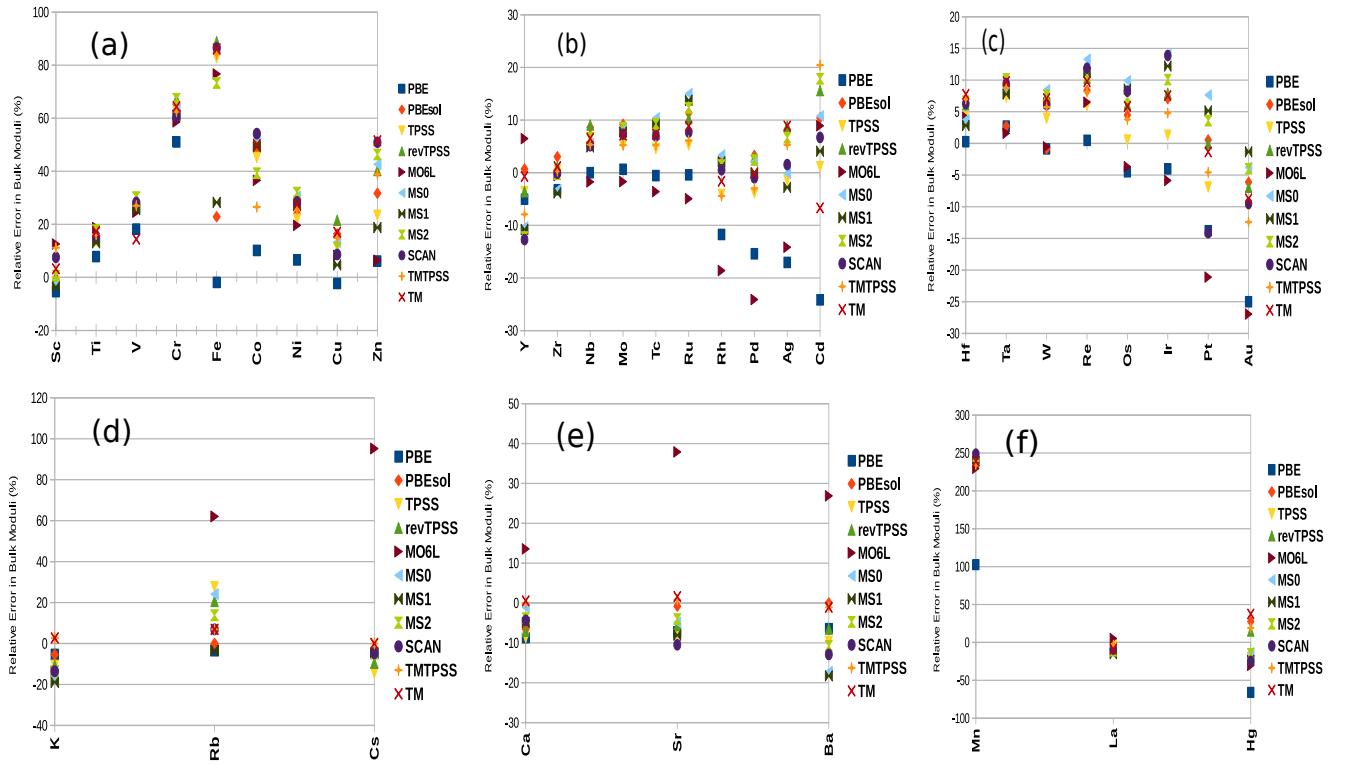 (a)
Relative Error in Bulk Moduli (%)
100
80
60
40
20
0
-20
Sc Ti V Cr Fe Co Ni Cu Zn
PBE
PBEsol
TPSS
revTPSS
MO6L
MS0
MS1
MS2
SCAN
TMTPSS
TM
(b)
Relative Error in Bulk Moduli (%)
30
20
10
0
-10
-20
-30
Y Zr Nb Mo Tc Ru Rh Pd Ag Cd
PBE
PBEsol
TPSS
revTPSS
MO6L
MS0
MS1
MS2
SCAN
TMTPSS
TM
(c)
Relative Error in Bulk Moduli (%)
20
15
10
5
0
-5
-10
-15
-20
-25
-30
Hf Ta W Re Os Ir Pt Au
PBE
PBEsol
TPSS
revTPSS
MO6L
MS0
MS1
MS2
SCAN
TMTPSS
TM
(d)
Relative Error in Bulk Moduli (%)
120
100
80
60
40
20
0
-20
-40
K Rb Cs
PBE
PBEsol
TPSS
revTPSS
MO6L
MS0
MS1
MS2
SCAN
TMTPSS
TM
(e)
Relative Error in Bulk Moduli (%)
50
40
30
20
10
0
-10
-20
-30
Ca Sr Ba
PBE
PBEsol
TPSS
revTPSS
MO6L
MS0
MS1
MS2
SCAN
TMTPSS
TM
(f)
Relative Error in Bulk Moduli (%)
300
250
200
150
100
50
0
-50
-100
Mn La Hg
PBE
PBEsol
TPSS
revTPSS
MO6L
MS0
MS1
MS2
SCAN
TMTPSS
TM